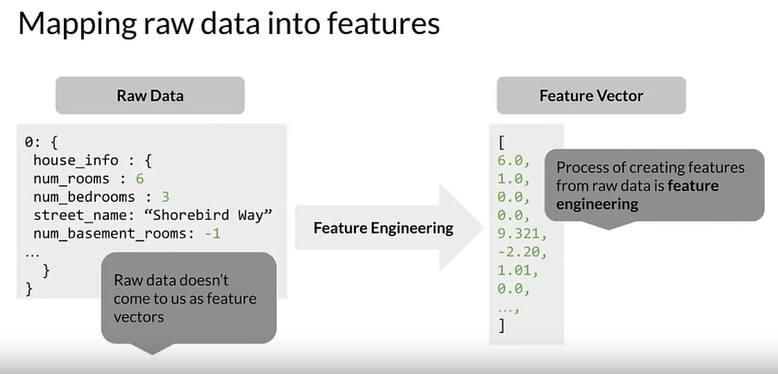 Mapping raw data into features
Raw Data
0: {
house_info : {
num_rooms : 6
num_bedrooms : 3
street_name: “Shorebird Way”
num_basement_rooms: -1
...
}
}
Raw data doesn’t
come to us as feature
vectors
Feature Engineering
Feature Vector
[
6.0,
1.0,
0.0,
0.0,
9.321,
-2.20,
1.01,
0.0,
...,
]
Process of creating features
from raw data is feature
engineering